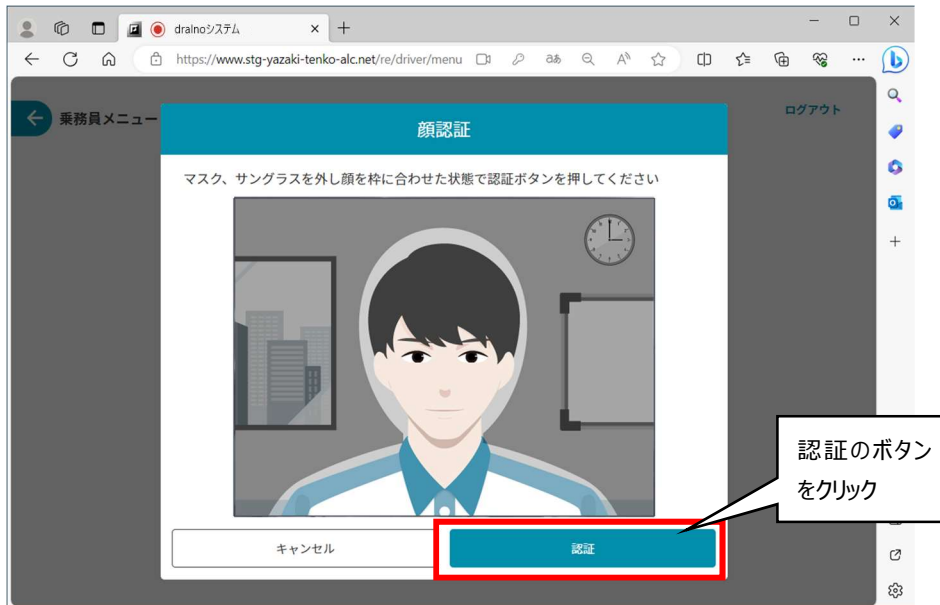 dralnoシステム
https://www.stg-yazaki-tenko-alc.net/re/driver/menu
乗務員メニュー
ログアウト
顔認証
マスク、サングラスを外し顔を枠に合わせた状態で認証ボタンを押してください
認証のボタン
をクリック
キャンセル
認証